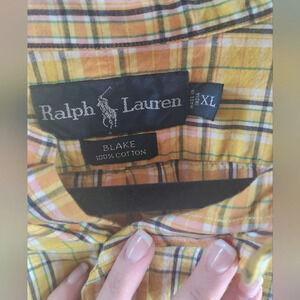 Ralph Lauren
XL
BLAKE
100% COTTON